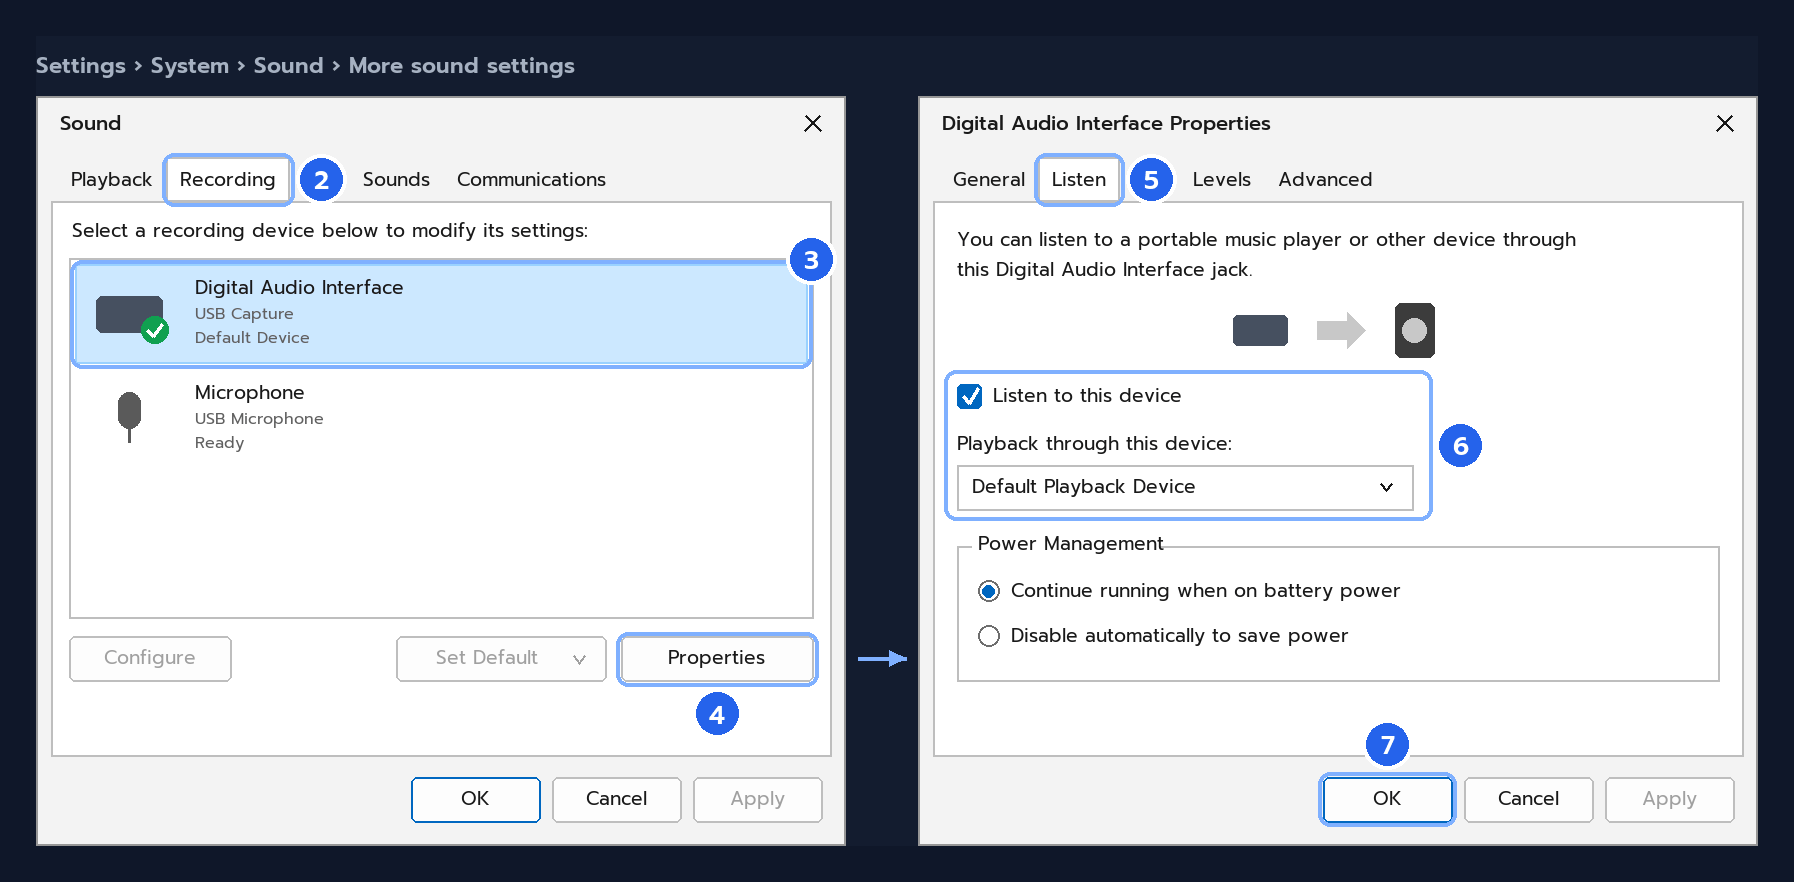 Settings › System › Sound › More sound settings
Sound
Playback Recording 2 Sounds Communications
Select a recording device below to modify its settings:
3
Digital Audio Interface
USB Capture
Default Device
Microphone
USB Microphone
Ready
Configure Set Default Properties
4
OK Cancel Apply
Digital Audio Interface Properties
General Listen 5 Levels Advanced
You can listen to a portable music player or other device through
this Digital Audio Interface jack.
Listen to this device
Playback through this device:
6
Default Playback Device
Power Management
Continue running when on battery power
Disable automatically to save power
7
OK Cancel Apply